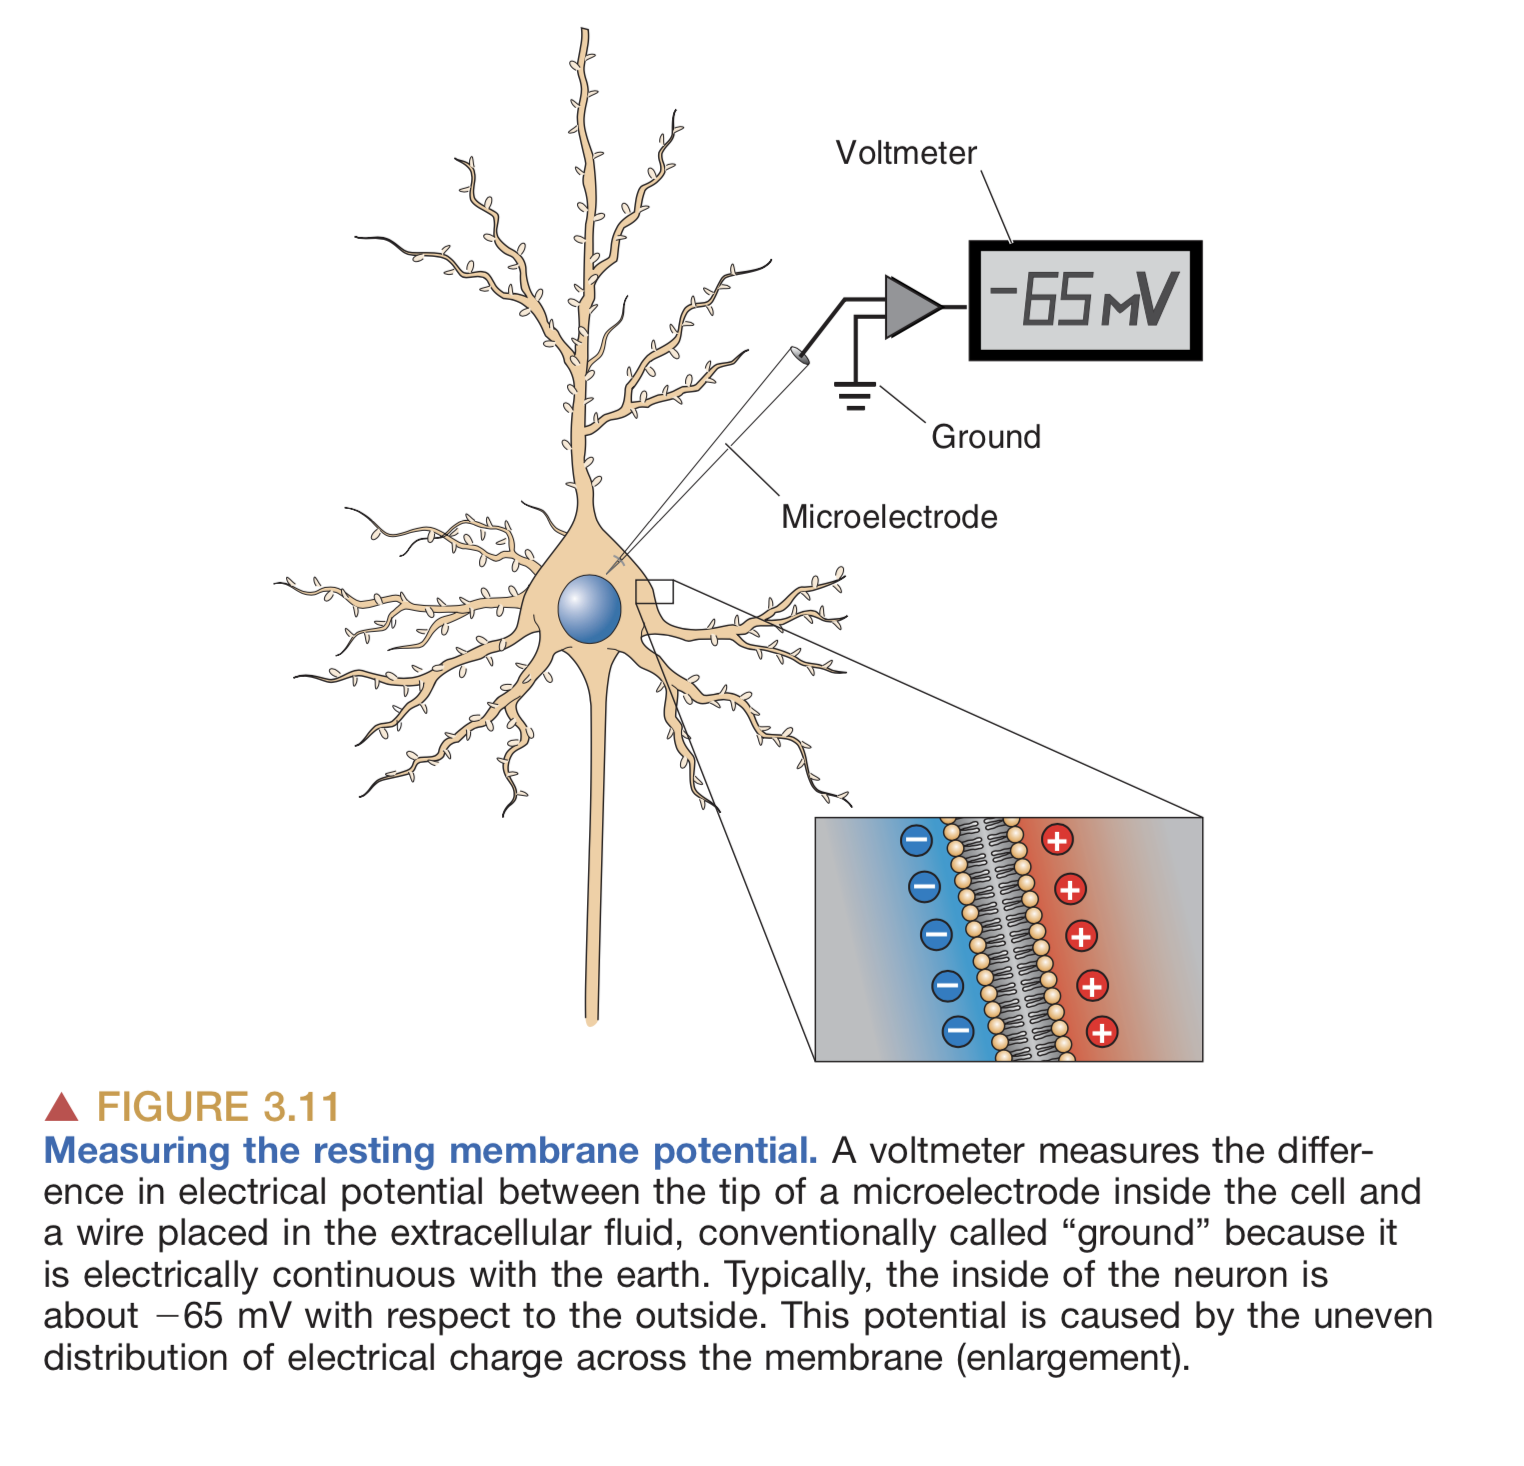 Voltmeter
-65 mV
Ground
Microelectrode
▲ FIGURE 3.11
Measuring the resting membrane potential. A voltmeter measures the differ-
ence in electrical potential between the tip of a microelectrode inside the cell and
a wire placed in the extracellular fluid, conventionally called “ground” because it
is electrically continuous with the earth. Typically, the inside of the neuron is
about −65 mV with respect to the outside. This potential is caused by the uneven
distribution of electrical charge across the membrane (enlargement).